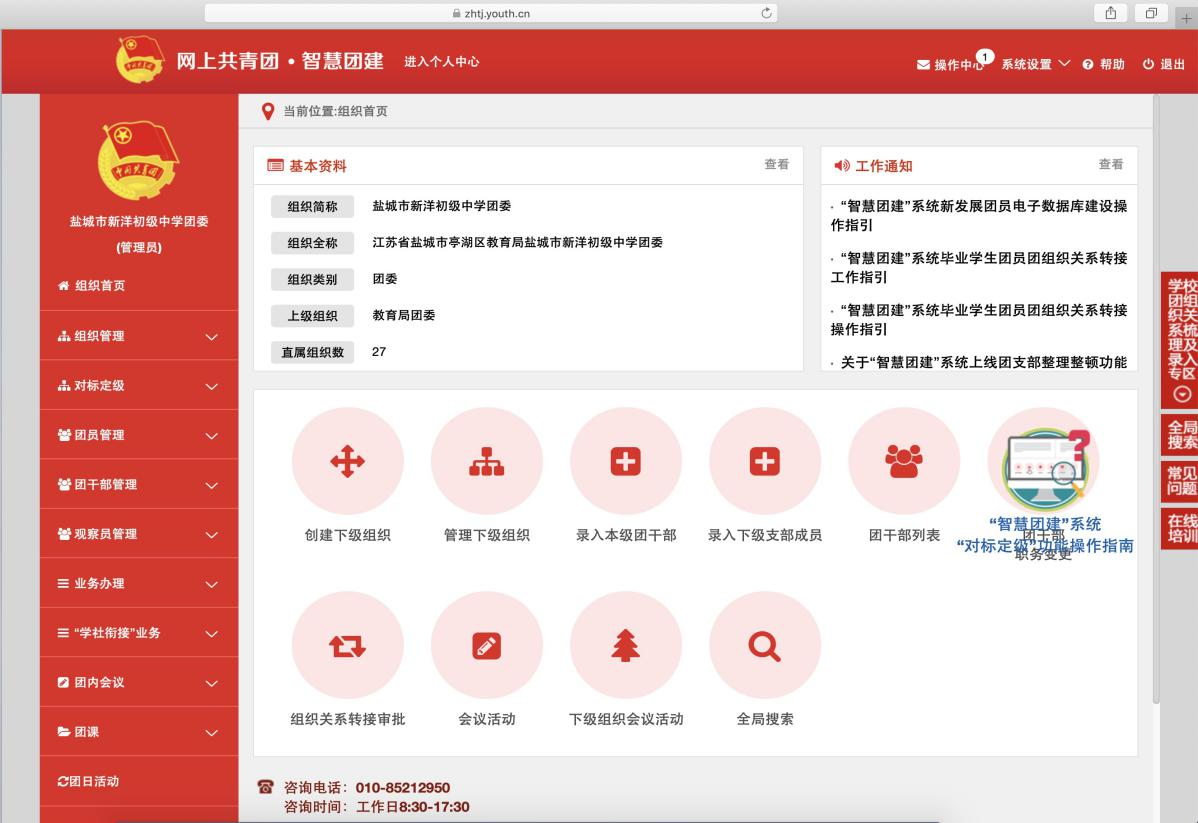 zhtj.youth.cn
网上共青团·智慧团建
进入个人中心
操作中心
1
系统设置
帮助
退出
中国共青团
盐城市新洋初级中学团委
(管理员)
组织首页
组织管理
对标定级
团员管理
团干部管理
观察员管理
业务办理
“学社衔接”业务
团内会议
团课
团日活动
当前位置:组织首页
基本资料
查看
组织简称 盐城市新洋初级中学团委
组织全称 江苏省盐城市亭湖区教育局盐城市新洋初级中学团委
组织类别 团委
上级组织 教育局团委
直属组织数 27
工作通知
查看
· “智慧团建”系统新发展团员电子数据库建设操
作指引
· “智慧团建”系统毕业学生团员团组织关系转接
工作指引
· “智慧团建”系统毕业学生团员团组织关系转接
操作指引
· 关于“智慧团建”系统上线团支部整理整顿功能
创建下级组织
管理下级组织
录入本级团干部
录入下级支部成员
团干部列表
团干部
职务变更
“智慧团建”系统
“对标定级”功能操作指南
组织关系转接审批
会议活动
下级组织会议活动
全局搜索
咨询电话：010-85212950
咨询时间：工作日8:30-17:30
学校
团组
织关
系梳
理及
录入
专区
全局
搜索
常见
问题
在线
培训